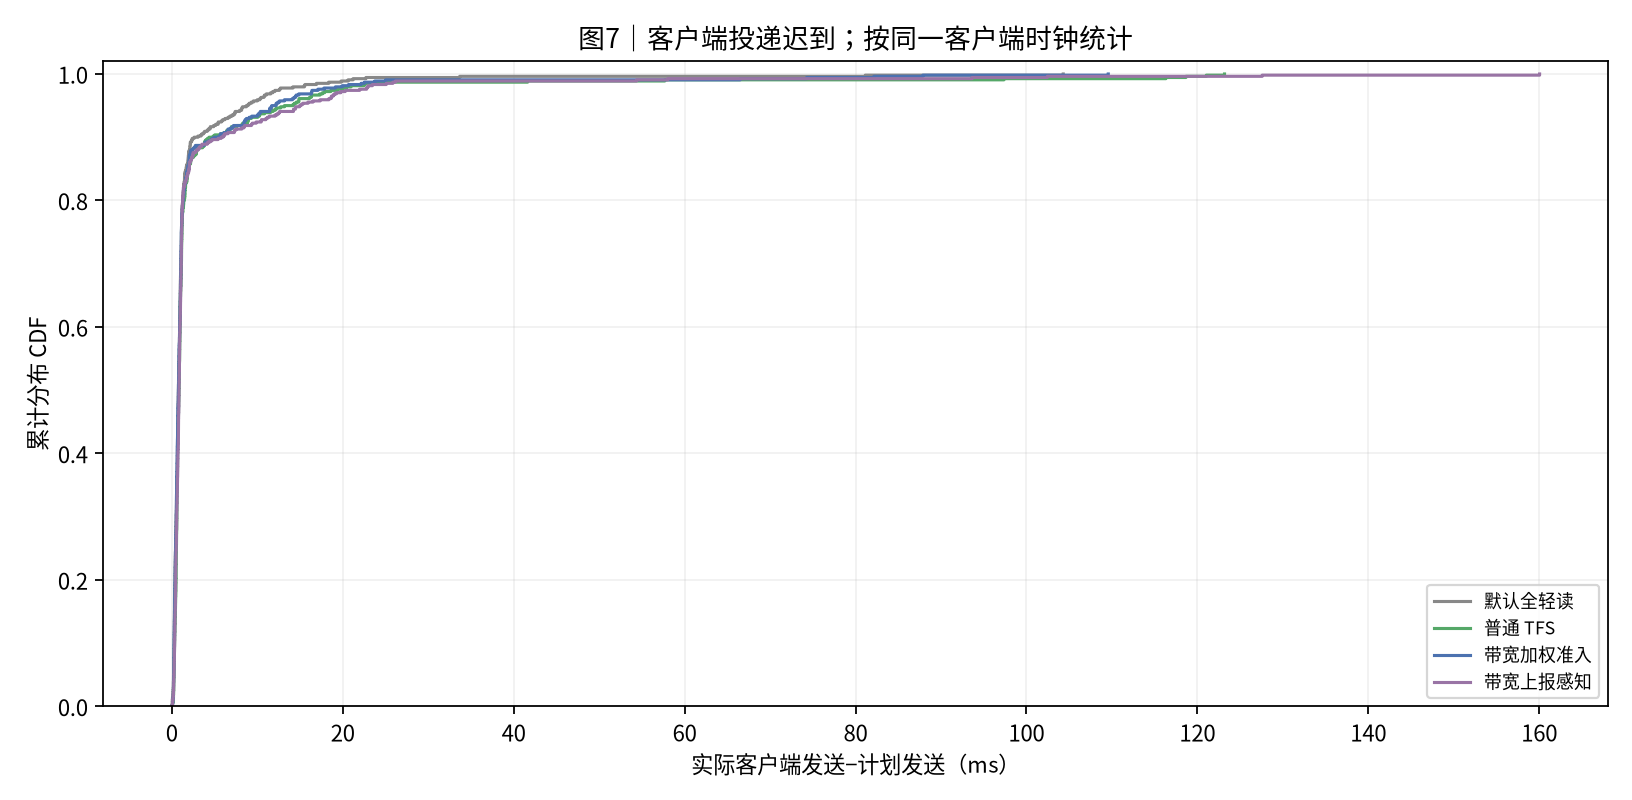 图7｜客户端投递迟到；按同一客户端时钟统计
累计分布 CDF
1.0
0.8
0.6
0.4
0.2
0.0
0 20 40 60 80 100 120 140 160
实际客户端发送−计划发送（ms）
默认全轻读
普通 TFS
带宽加权准入
带宽上报感知